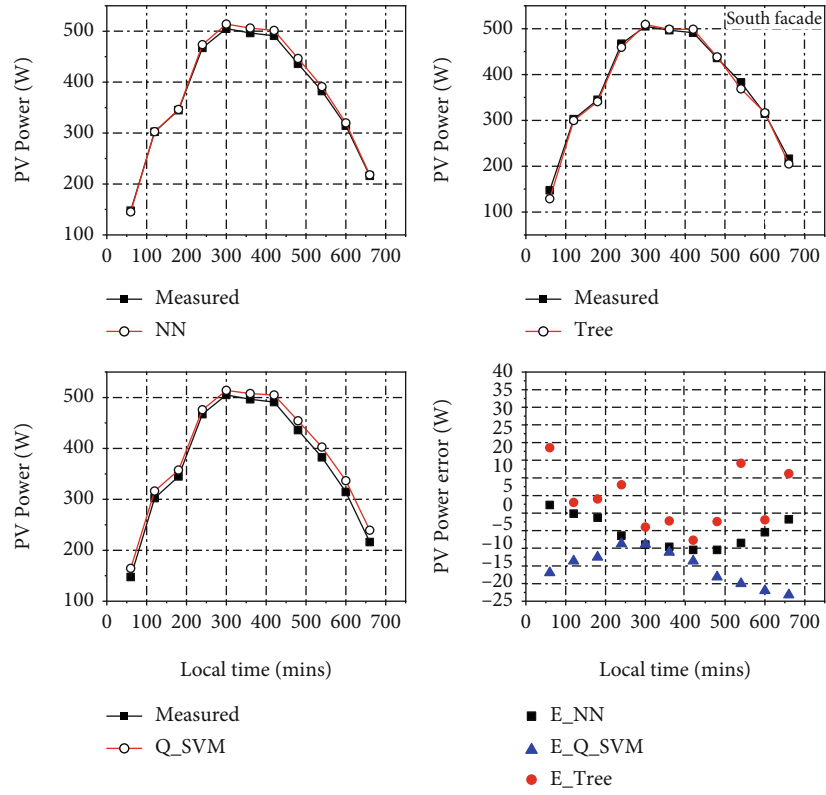 PV Power (W)
500
400
300
200
100
0 100 200 300 400 500 600 700
Measured
NN
South facade
PV Power (W)
500
400
300
200
100
0 100 200 300 400 500 600 700
Measured
Tree
PV Power (W)
500
400
300
200
100
0 100 200 300 400 500 600 700
Local time (mins)
Measured
Q_SVM
PV Power error (W)
40
35
30
25
20
10
5
0
−5
−10
−15
−20
−25
0 100 200 300 400 500 600 700
Local time (mins)
E_NN
E_Q_SVM
E_Tree